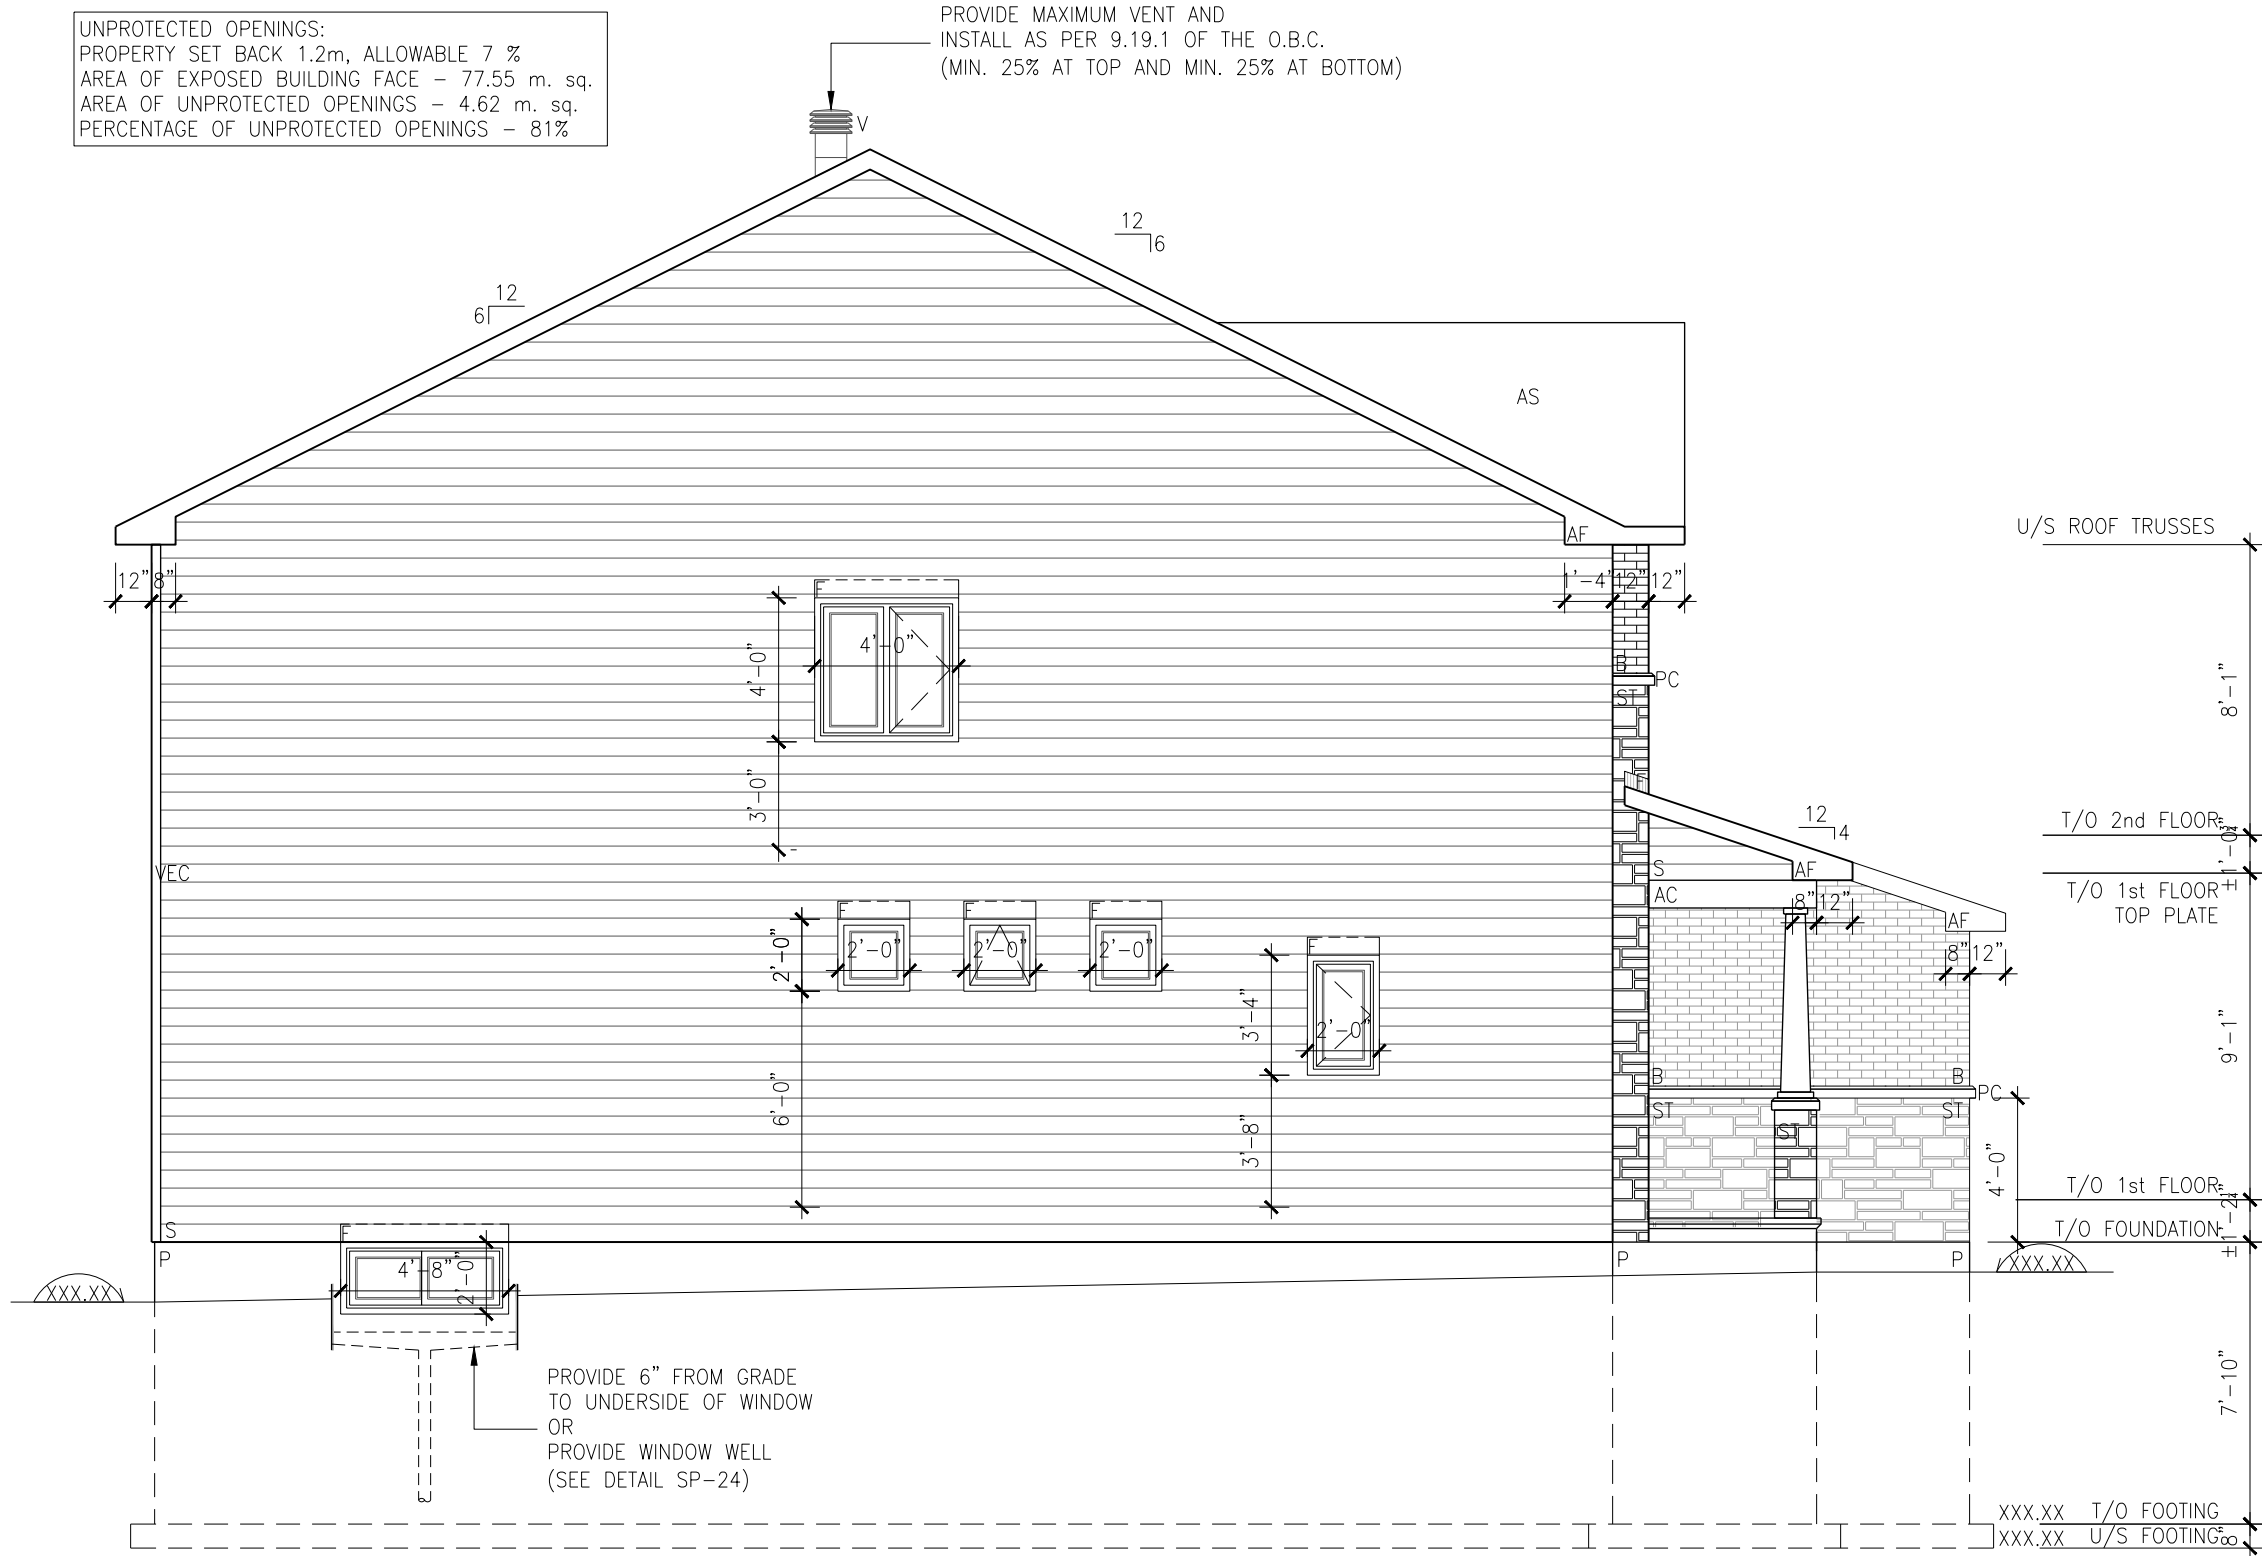 UNPROTECTED OPENINGS:
PROPERTY SET BACK 1.2m, ALLOWABLE 7 %
AREA OF EXPOSED BUILDING FACE – 77.55 m. sq.
AREA OF UNPROTECTED OPENINGS – 4.62 m. sq.
PERCENTAGE OF UNPROTECTED OPENINGS – 81%
PROVIDE MAXIMUM VENT AND
INSTALL AS PER 9.19.1 OF THE O.B.C.
(MIN. 25% AT TOP AND MIN. 25% AT BOTTOM)
V
12
6
12
6
AS
U/S ROOF TRUSSES
AF
12" 8"
1'-4" 12" 12"
F
4'-0"
4'-0"
3'-0"
B
PC
ST
8'-1"
F
12
4
T/O 2nd FLOOR
±1'-0¾"
T/O 1st FLOOR
TOP PLATE
VEC
S
AF
AC
8" 12"
AF
8" 12"
F
F
F
2'-0"
2'-0"
2'-0"
2'-0"
6'-0"
F
3'-4"
2'-0"
3'-8"
9'-1"
B
B
PC
ST
ST
ST
4'-0"
T/O 1st FLOOR
±1'-2½"
T/O FOUNDATION
S
P
F
4'-8"
2'-0"
P
P
XXX.XX
XXX.XX
PROVIDE 6" FROM GRADE
TO UNDERSIDE OF WINDOW
OR
PROVIDE WINDOW WELL
(SEE DETAIL SP-24)
7'-10"
XXX.XX T/O FOOTING
XXX.XX U/S FOOTING
8"